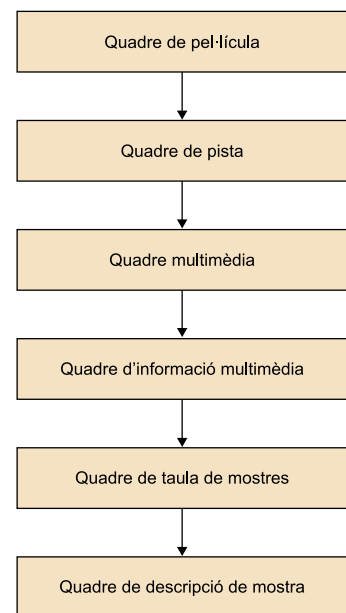 Quadre de pel·lícula
Quadre de pista
Quadre multimèdia
Quadre d’informació multimèdia
Quadre de taula de mostres
Quadre de descripció de mostra